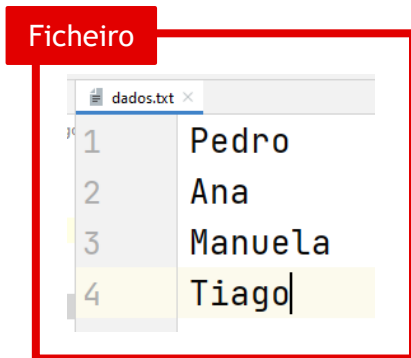 Ficheiro
dados.txt
1 Pedro
2 Ana
3 Manuela
4 Tiago